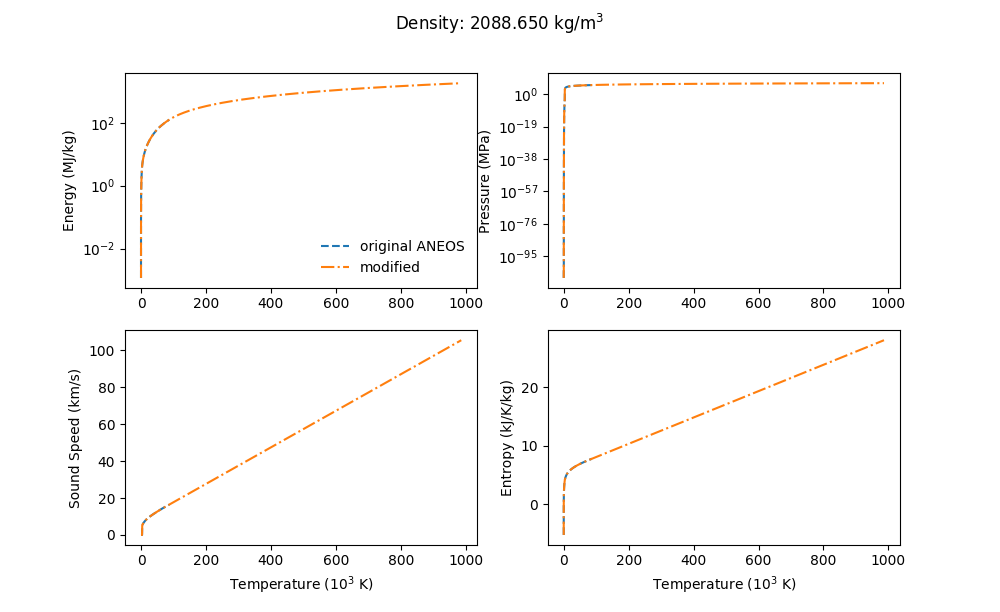 Density: 2088.650 kg/m³
Energy (MJ/kg)
10²
10⁰
10⁻²
original ANEOS
modified
0 200 400 600 800 1000
Pressure (MPa)
10⁰
10⁻¹⁹
10⁻³⁸
10⁻⁵⁷
10⁻⁷⁶
10⁻⁹⁵
0 200 400 600 800 1000
Sound Speed (km/s)
100
80
60
40
20
0
0 200 400 600 800 1000
Temperature (10³ K)
Entropy (kJ/K/kg)
20
10
0
0 200 400 600 800 1000
Temperature (10³ K)